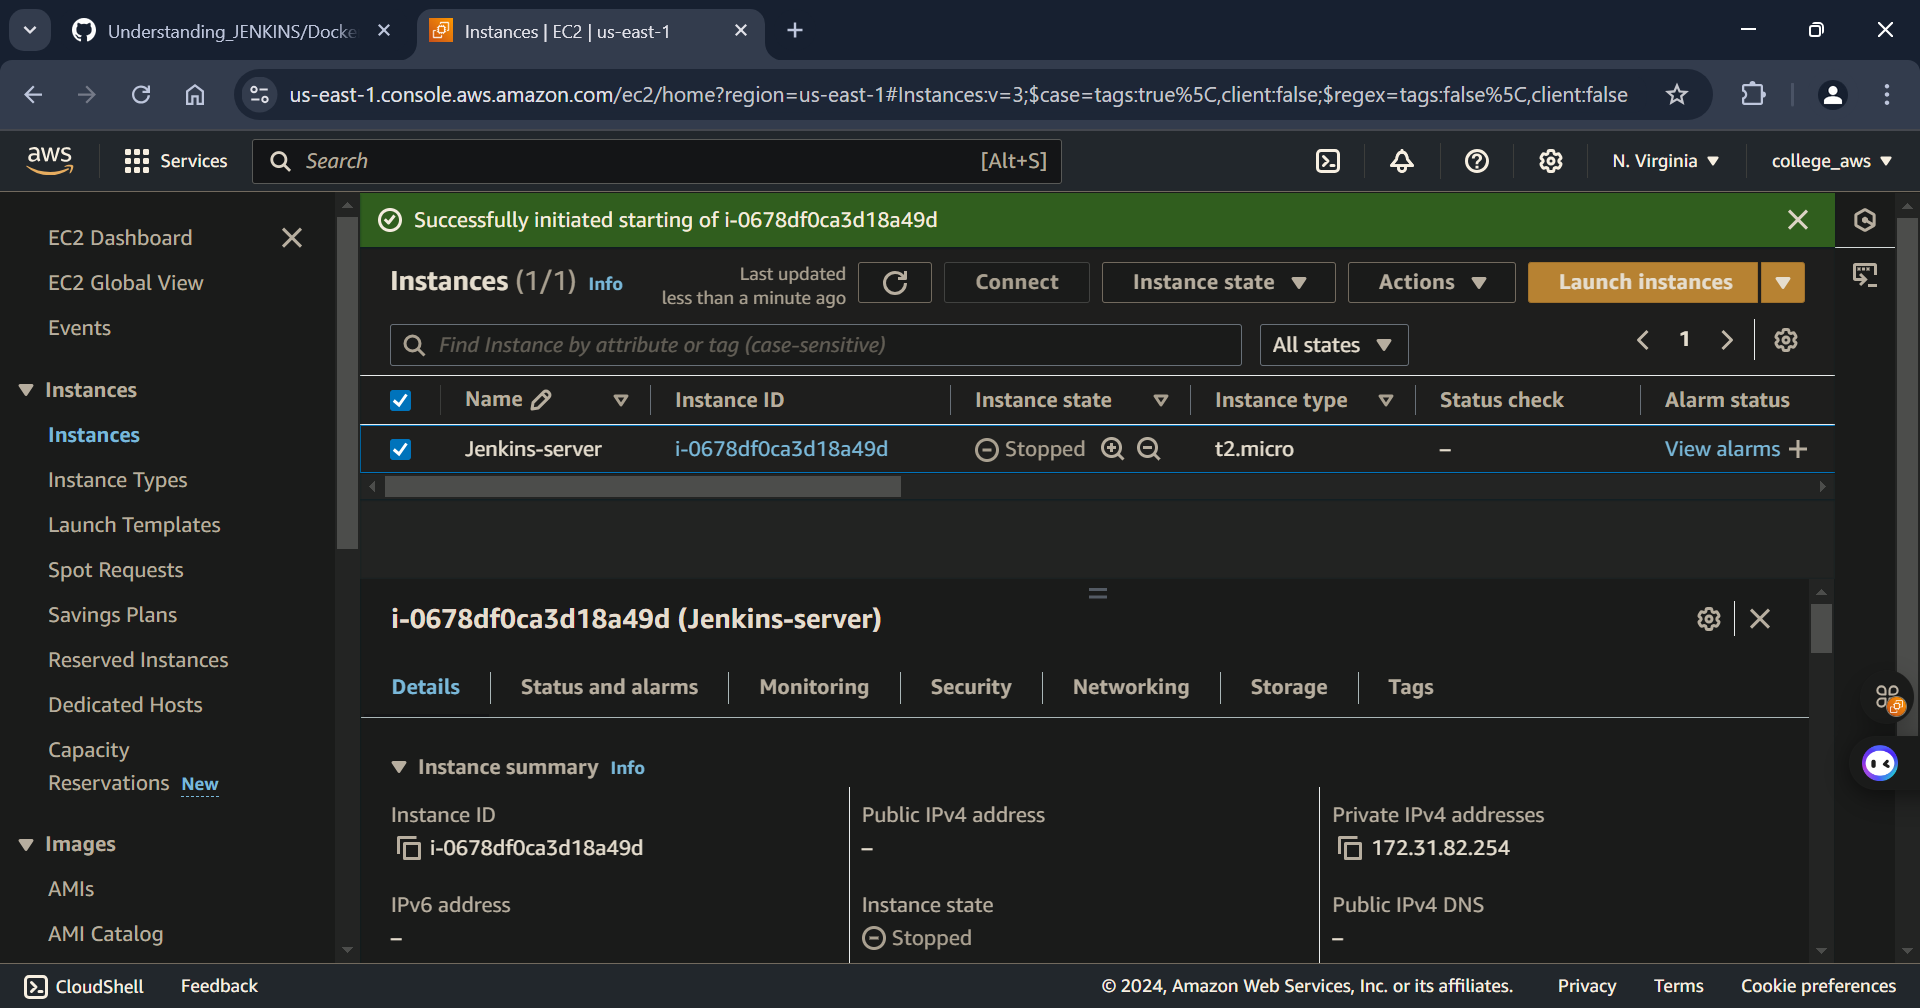 Understanding_JENKINS/Docke
Instances | EC2 | us-east-1
us-east-1.console.aws.amazon.com/ec2/home?region=us-east-1#Instances:v=3;$case=tags:true%5C,client:false;$regex=tags:false%5C,client:false
aws
Services
Search
[Alt+S]
N. Virginia
college_aws
EC2 Dashboard
EC2 Global View
Events
Instances
Instances
Instance Types
Launch Templates
Spot Requests
Savings Plans
Reserved Instances
Dedicated Hosts
Capacity
Reservations New
Images
AMIs
AMI Catalog
Successfully initiated starting of i-0678df0ca3d18a49d
Instances (1/1) Info
Last updated
less than a minute ago
Connect
Instance state
Actions
Launch instances
Find Instance by attribute or tag (case-sensitive)
All states
1
Name
Instance ID
Instance state
Instance type
Status check
Alarm status
Jenkins-server
i-0678df0ca3d18a49d
Stopped
t2.micro
–
View alarms +
i-0678df0ca3d18a49d (Jenkins-server)
Details
Status and alarms
Monitoring
Security
Networking
Storage
Tags
Instance summary Info
Instance ID
i-0678df0ca3d18a49d
Public IPv4 address
–
Private IPv4 addresses
172.31.82.254
IPv6 address
–
Instance state
Stopped
Public IPv4 DNS
–
CloudShell
Feedback
© 2024, Amazon Web Services, Inc. or its affiliates.
Privacy
Terms
Cookie preferences